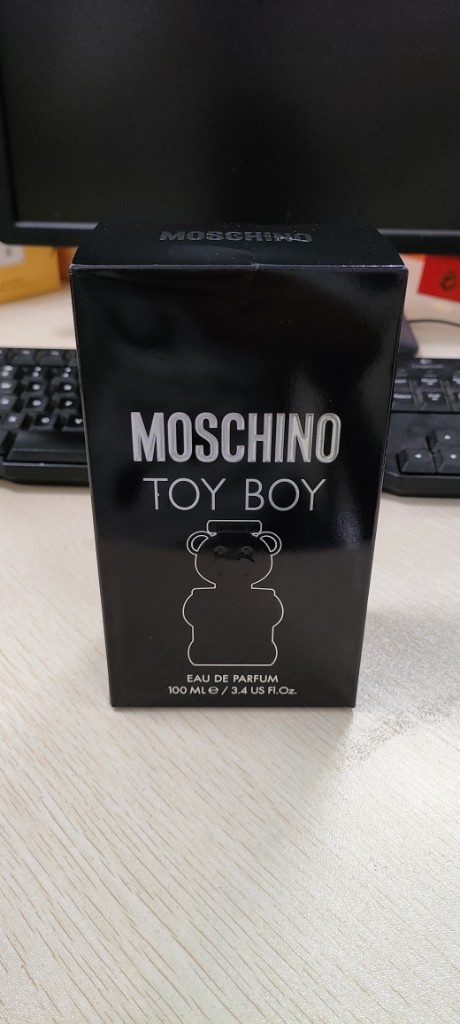 MOSCHINO
MOSCHINO
TOY BOY
EAU DE PARFUM
100 ML ℮ / 3.4 US Fl.Oz.